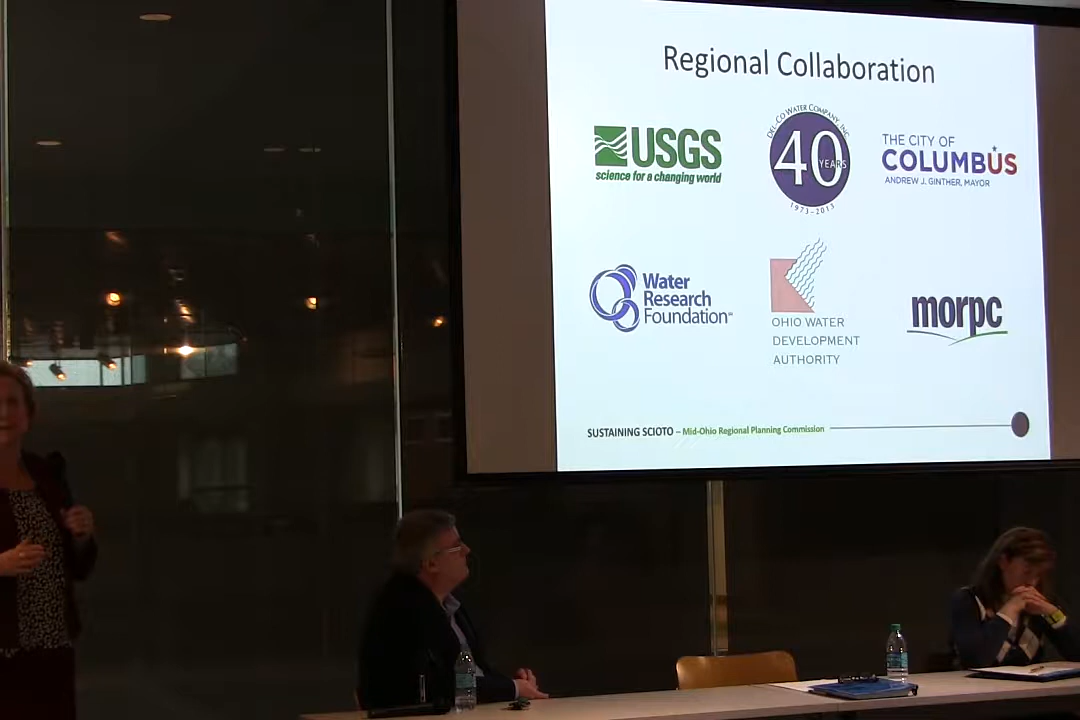 Regional Collaboration
USGS
science for a changing world
DEL-CO WATER COMPANY, INC.
40
YEARS
1973-2013
THE CITY OF
COLUMBUS
ANDREW J. GINTHER, MAYOR
Water
Research
Foundation℠
OHIO WATER
DEVELOPMENT
AUTHORITY
morpc
SUSTAINING SCIOTO – Mid-Ohio Regional Planning Commission